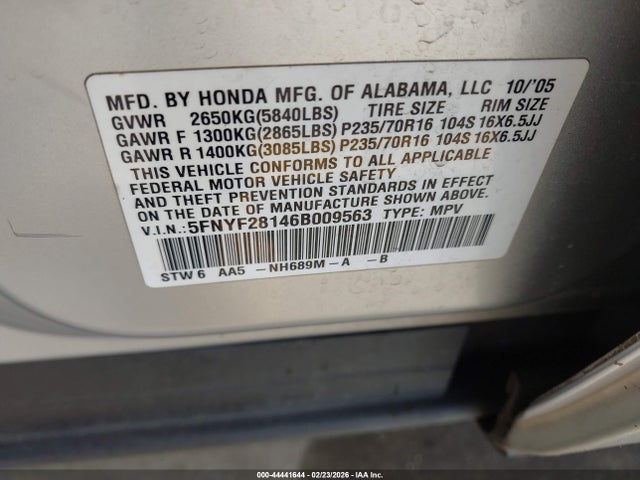 MFD. BY HONDA MFG. OF ALABAMA, LLC 10/'05
GVWR 2650KG(5840LBS) TIRE SIZE RIM SIZE
GAWR F 1300KG(2865LBS) P235/70R16 104S 16X6.5JJ
GAWR R 1400KG(3085LBS) P235/70R16 104S 16X6.5JJ
THIS VEHICLE CONFORMS TO ALL APPLICABLE
FEDERAL MOTOR VEHICLE SAFETY
AND THEFT PREVENTION STANDARDS IN EFFECT
ON THE DATE OF MANUFACTURE SHOWN ABOVE.
V.I.N.:5FNYF28146B009563 TYPE: MPV
STW6 AA5 -NH689M-A -B
000-44441644 - 02/23/2026 - IAA Inc.